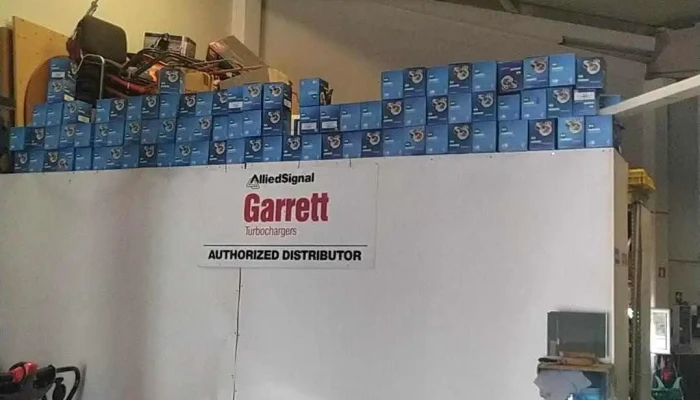 AlliedSignal
Garrett
Turbochargers
AUTHORIZED DISTRIBUTOR